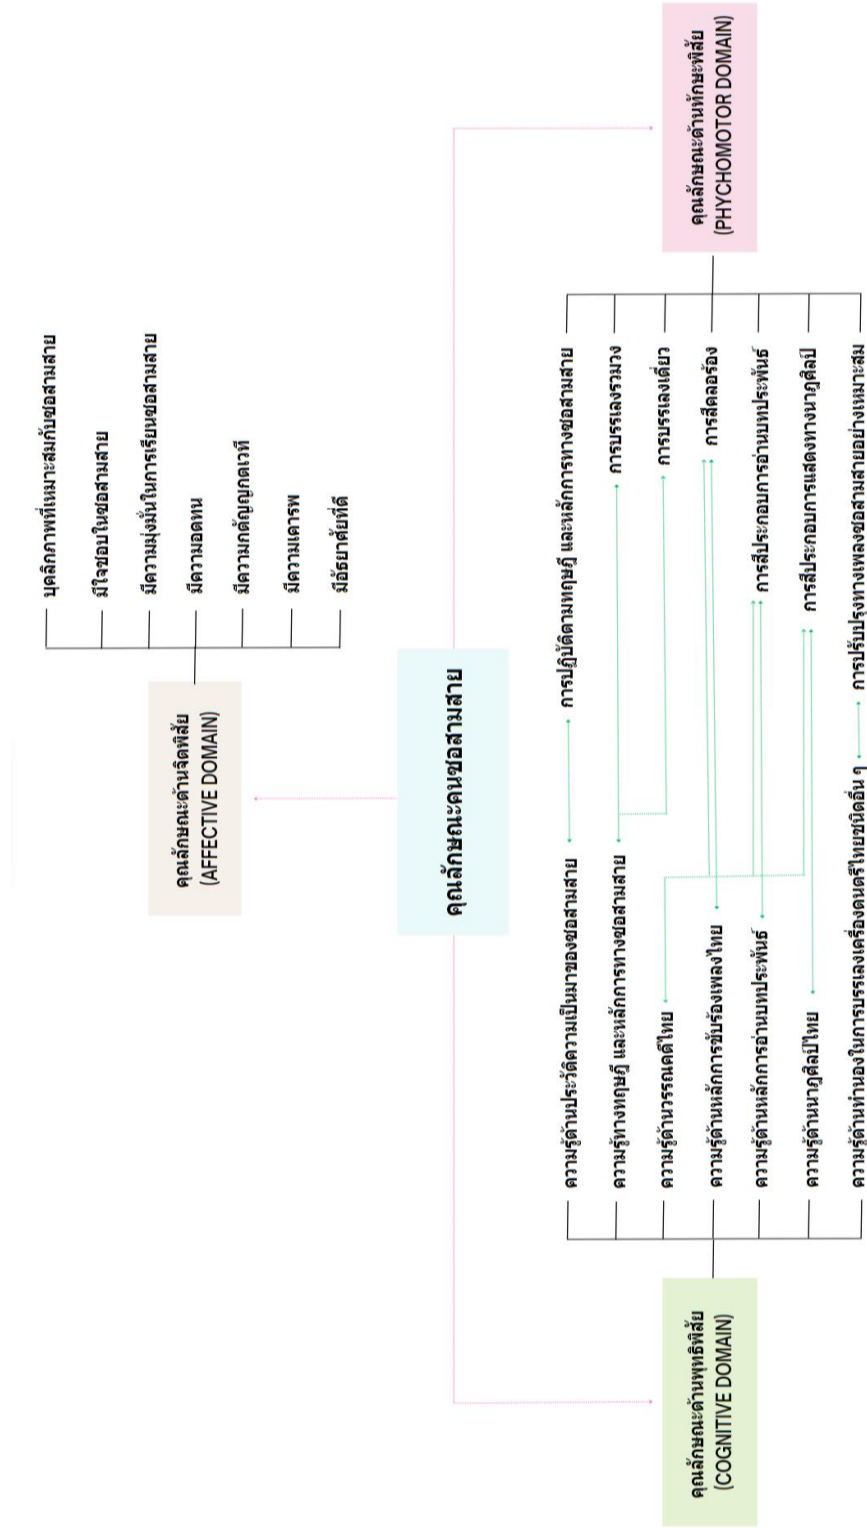 บุคลิกภาพที่เหมาะสมกับซอสามสาย
มีใจชอบในซอสามสาย
มีความมุ่งมั่นในการเรียนซอสามสาย
มีความอดทน
มีความกตัญญูกตเวที
มีความเคารพ
มีอัธยาศัยที่ดี
คุณลักษณะด้านจิตพิสัย
(AFFECTIVE DOMAIN)
คุณลักษณะคนซอสามสาย
คุณลักษณะด้านพุทธิพิสัย
(COGNITIVE DOMAIN)
ความรู้ด้านประวัติความเป็นมาของซอสามสาย
ความรู้ทางทฤษฎี และหลักการทางซอสามสาย
ความรู้ด้านวรรณคดีไทย
ความรู้ด้านหลักการขับร้องเพลงไทย
ความรู้ด้านหลักการอ่านบทประพันธ์
ความรู้ด้านนาฏศิลป์ไทย
ความรู้ด้านทำนองในการบรรเลงเครื่องดนตรีไทยชนิดอื่น ๆ
การปฏิบัติตามทฤษฎี และหลักการทางซอสามสาย
การบรรเลงรวมวง
การบรรเลงเดี่ยว
การสีคลอร้อง
การสีประกอบการอ่านบทประพันธ์
การสีประกอบการแสดงทางนาฏศิลป์
การปรับปรุงทางเพลงซอสามสายอย่างเหมาะสม
คุณลักษณะด้านทักษะพิสัย
(PHYCHOMOTOR DOMAIN)